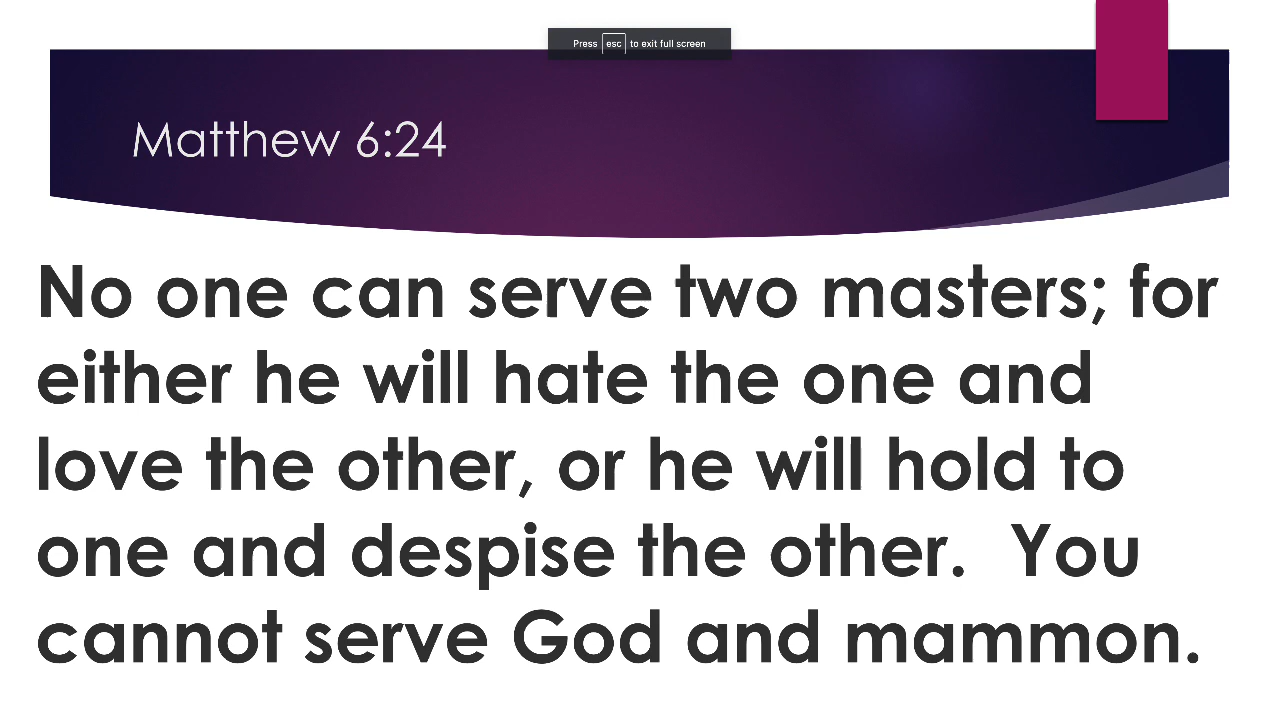 Press esc to exit full screen
Matthew 6:24
No one can serve two masters; for
either he will hate the one and
love the other, or he will hold to
one and despise the other.  You
cannot serve God and mammon.